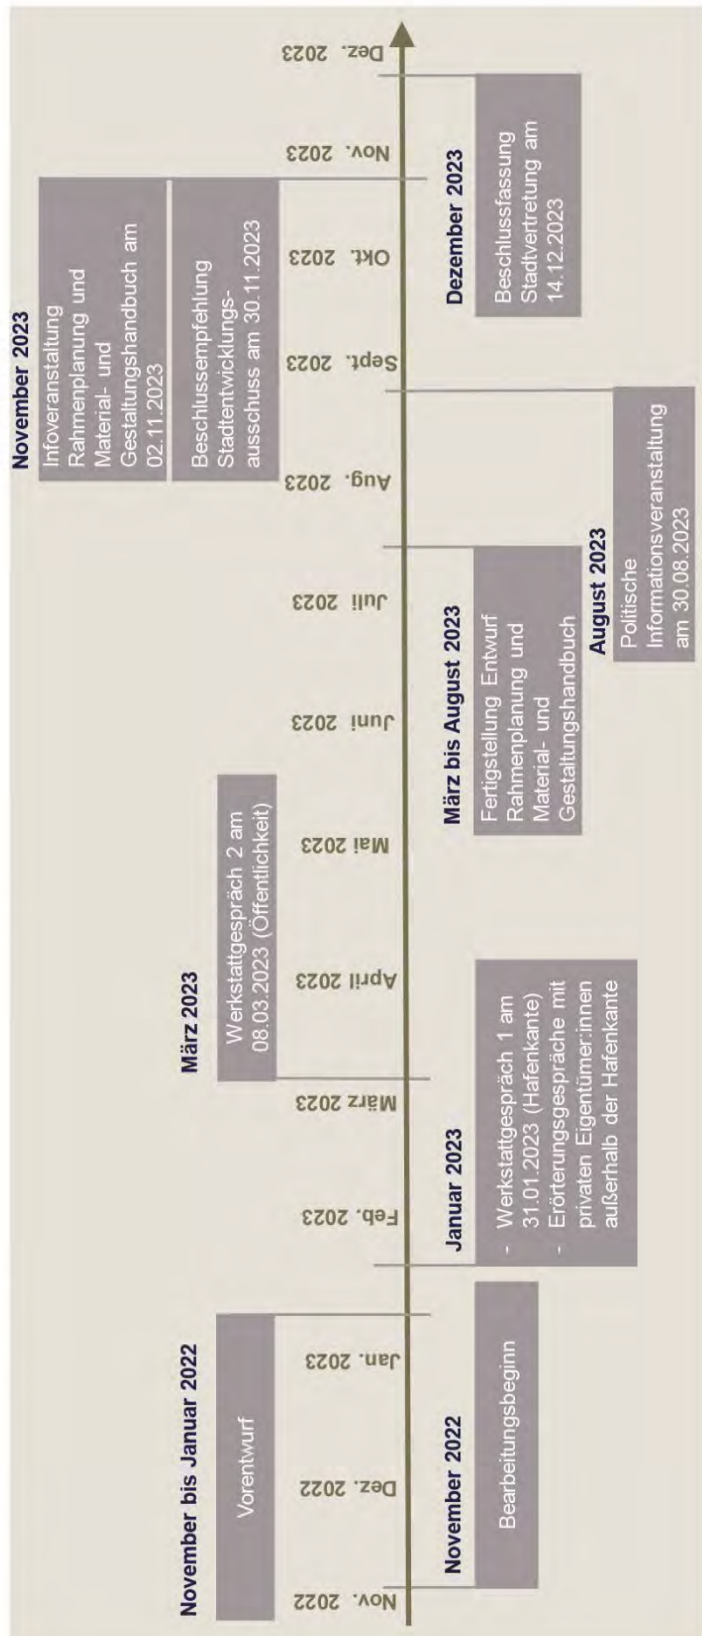 November bis Januar 2022
Vorentwurf
März 2023
Werkstattgespräch 2 am
08.03.2023 (Öffentlichkeit)
November 2023
Infoveranstaltung
Rahmenplanung und
Material- und
Gestaltungshandbuch am
02.11.2023
Beschlussempfehlung
Stadtentwicklungs-
ausschuss am 30.11.2023
Nov. 2022
Dez. 2022
Jan. 2023
Feb. 2023
März 2023
April 2023
Mai 2023
Juni 2023
Juli 2023
Aug. 2023
Sept. 2023
Okt. 2023
Nov. 2023
Dez. 2023
November 2022
Bearbeitungsbeginn
Januar 2023
- Werkstattgespräch 1 am
31.01.2023 (Hafenkante)
- Erörterungsgespräche mit
privaten Eigentümer:innen
außerhalb der Hafenkante
März bis August 2023
Fertigstellung Entwurf
Rahmenplanung und
Material- und
Gestaltungshandbuch
August 2023
Politische
Informationsveranstaltung
am 30.08.2023
Dezember 2023
Beschlussfassung
Stadtvertretung am
14.12.2023